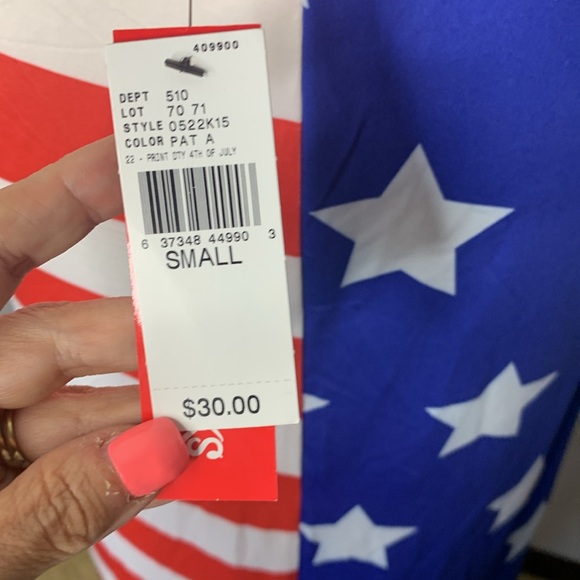 409900
DEPT 510
LOT 70 71
STYLE 0522K15
COLOR PAT A
22 - PRINT DTY 4TH OF JULY
6 37348 44990 3
SMALL
$30.00